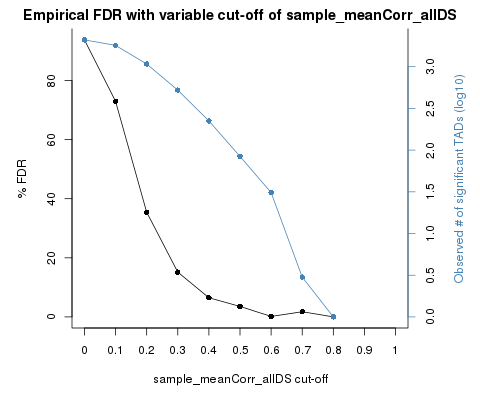 Empirical FDR with variable cut-off of sample_meanCorr_allDS
% FDR
0
20
40
60
80
0.0
0.5
1.0
1.5
2.0
2.5
3.0
Observed # of significant TADs (log10)
0 0.1 0.2 0.3 0.4 0.5 0.6 0.7 0.8 0.9 1
sample_meanCorr_allDS cut-off